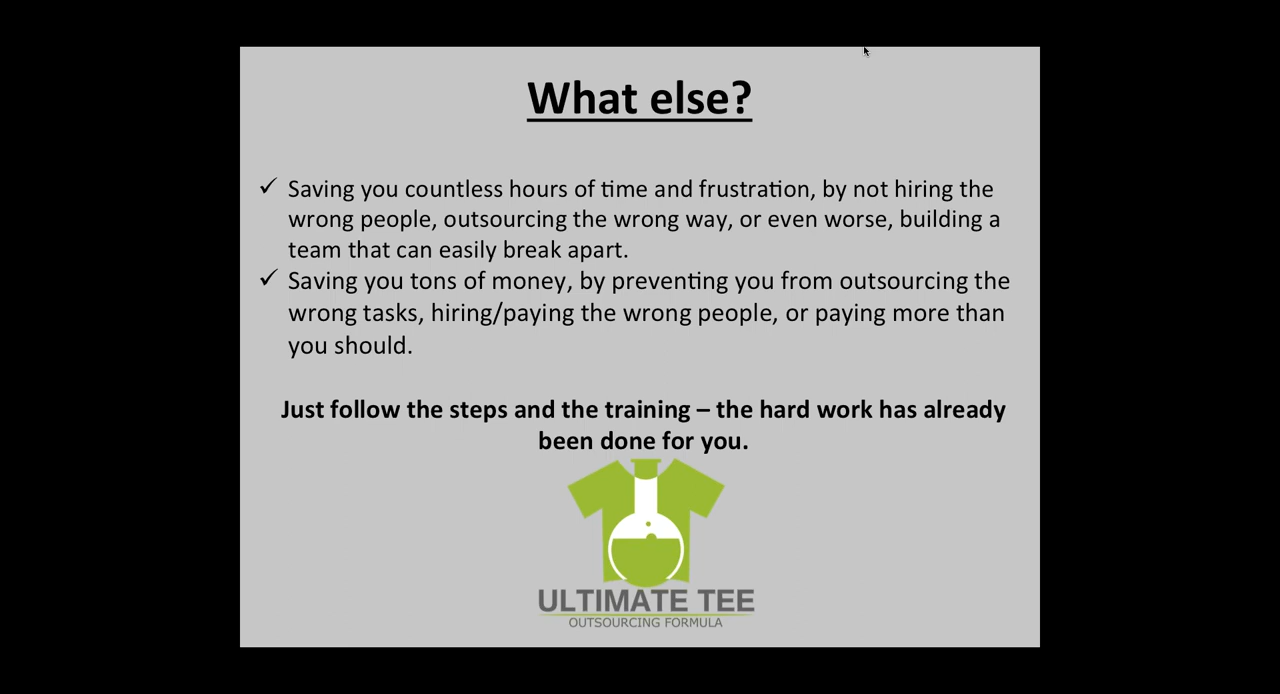 What else?
✓ Saving you countless hours of time and frustration, by not hiring the
wrong people, outsourcing the wrong way, or even worse, building a
team that can easily break apart.
✓ Saving you tons of money, by preventing you from outsourcing the
wrong tasks, hiring/paying the wrong people, or paying more than
you should.
Just follow the steps and the training – the hard work has already
been done for you.
ULTIMATE TEE
OUTSOURCING FORMULA